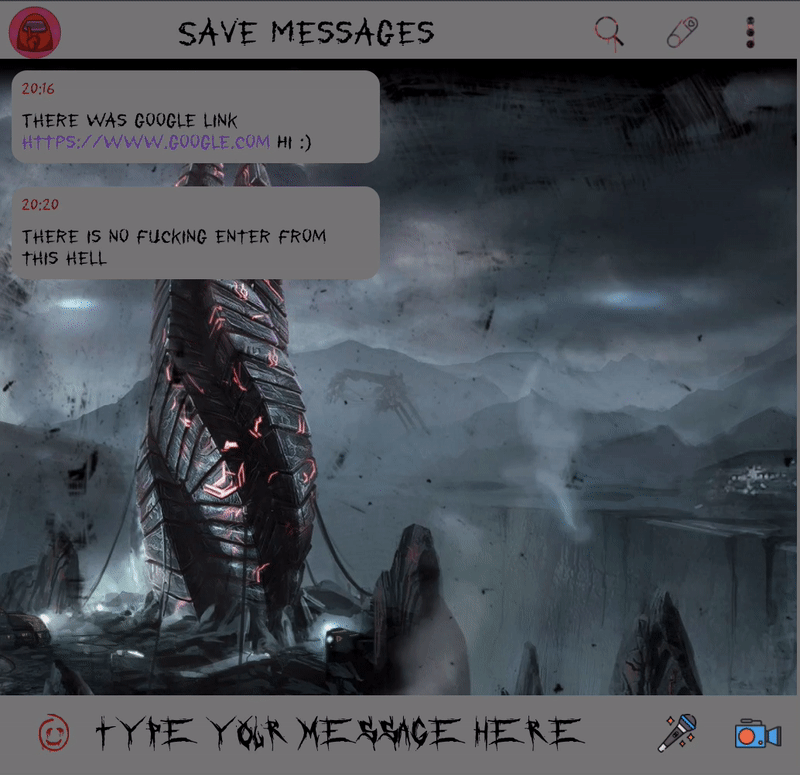 SAVE MESSAGES
20:16
THERE WAS GOOGLE LINK
HTTPS://WWW.GOOGLE.COM HI :)
20:20
THERE IS NO FUCKING ENTER FROM
THIS HELL
TYPE YOUR MESSAGE HERE